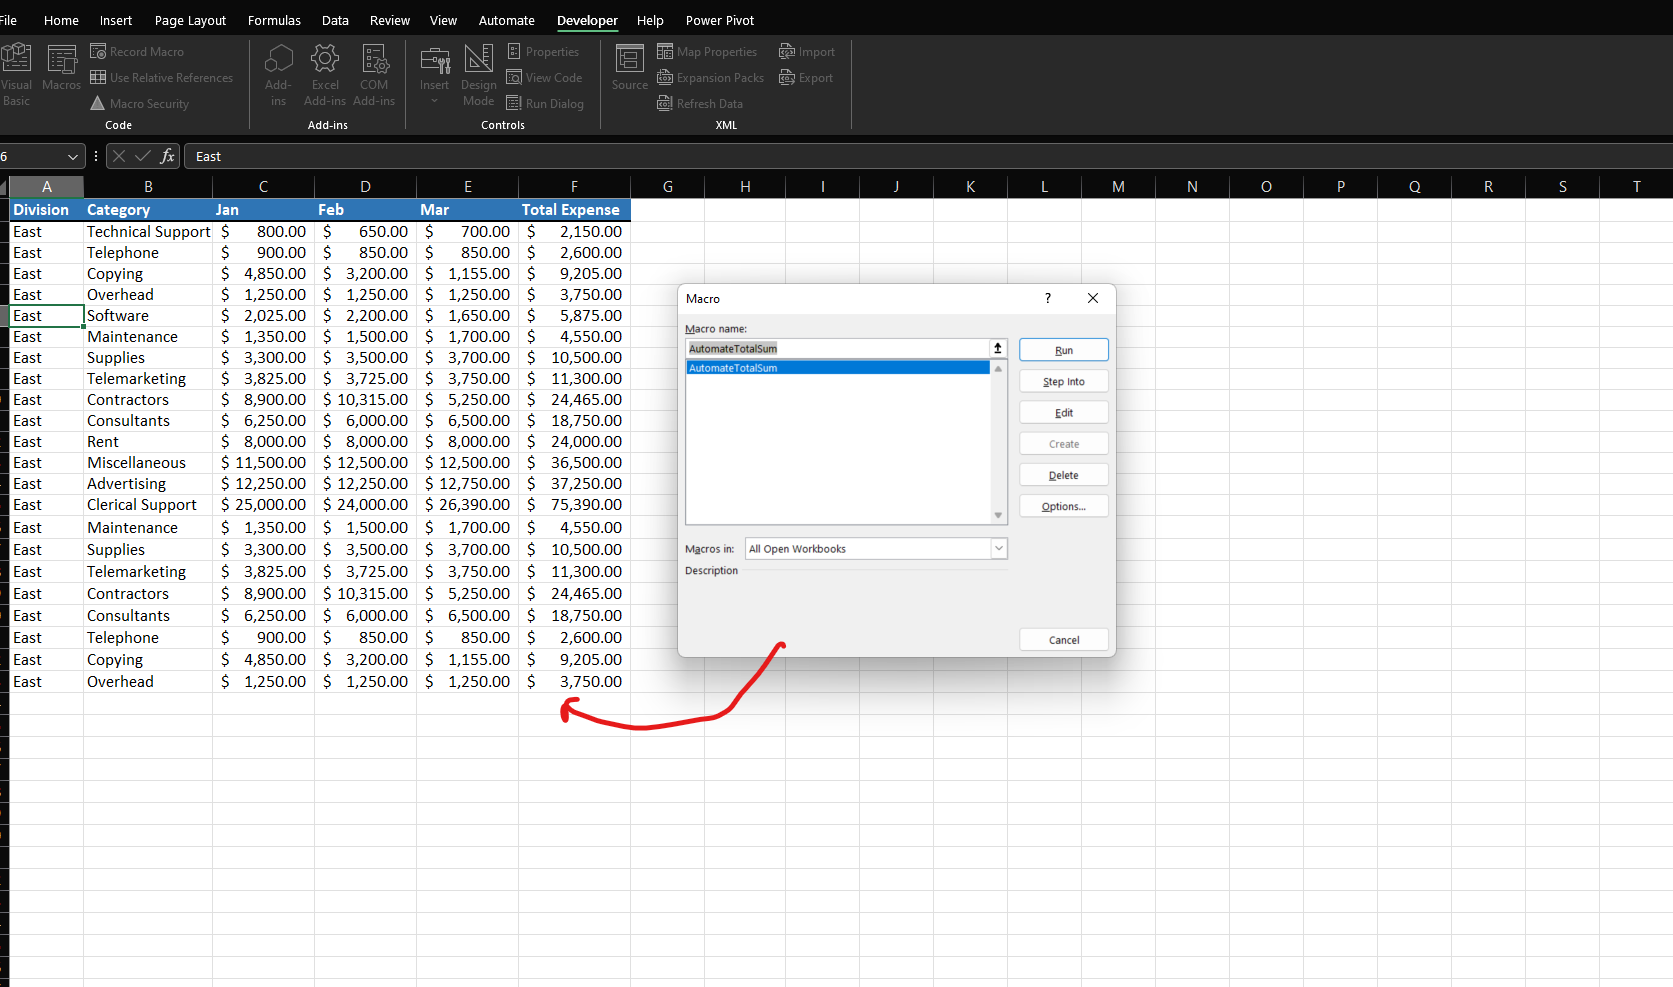 File Home Insert Page Layout Formulas Data Review View Automate Developer Help Power Pivot
Visual Basic
Macros
Record Macro
Use Relative References
Macro Security
Code
Add-ins
Excel Add-ins
COM Add-ins
Add-ins
Insert
Design Mode
Properties
View Code
Run Dialog
Controls
Source
Map Properties
Expansion Packs
Refresh Data
Import
Export
XML
6 fx East
A B C D E F G H I J K L M N O P Q R S T
Division Category Jan Feb Mar Total Expense
East Technical Support $ 800.00 $ 650.00 $ 700.00 $ 2,150.00
East Telephone $ 900.00 $ 850.00 $ 850.00 $ 2,600.00
East Copying $ 4,850.00 $ 3,200.00 $ 1,155.00 $ 9,205.00
East Overhead $ 1,250.00 $ 1,250.00 $ 1,250.00 $ 3,750.00
East Software $ 2,025.00 $ 2,200.00 $ 1,650.00 $ 5,875.00
East Maintenance $ 1,350.00 $ 1,500.00 $ 1,700.00 $ 4,550.00
East Supplies $ 3,300.00 $ 3,500.00 $ 3,700.00 $ 10,500.00
East Telemarketing $ 3,825.00 $ 3,725.00 $ 3,750.00 $ 11,300.00
East Contractors $ 8,900.00 $ 10,315.00 $ 5,250.00 $ 24,465.00
East Consultants $ 6,250.00 $ 6,000.00 $ 6,500.00 $ 18,750.00
East Rent $ 8,000.00 $ 8,000.00 $ 8,000.00 $ 24,000.00
East Miscellaneous $ 11,500.00 $ 12,500.00 $ 12,500.00 $ 36,500.00
East Advertising $ 12,250.00 $ 12,250.00 $ 12,750.00 $ 37,250.00
East Clerical Support $ 25,000.00 $ 24,000.00 $ 26,390.00 $ 75,390.00
East Maintenance $ 1,350.00 $ 1,500.00 $ 1,700.00 $ 4,550.00
East Supplies $ 3,300.00 $ 3,500.00 $ 3,700.00 $ 10,500.00
East Telemarketing $ 3,825.00 $ 3,725.00 $ 3,750.00 $ 11,300.00
East Contractors $ 8,900.00 $ 10,315.00 $ 5,250.00 $ 24,465.00
East Consultants $ 6,250.00 $ 6,000.00 $ 6,500.00 $ 18,750.00
East Telephone $ 900.00 $ 850.00 $ 850.00 $ 2,600.00
East Copying $ 4,850.00 $ 3,200.00 $ 1,155.00 $ 9,205.00
East Overhead $ 1,250.00 $ 1,250.00 $ 1,250.00 $ 3,750.00
Macro ?
Macro name:
AutomateTotalSum
AutomateTotalSum
Run
Step Into
Edit
Create
Delete
Options...
Macros in: All Open Workbooks
Description
Cancel